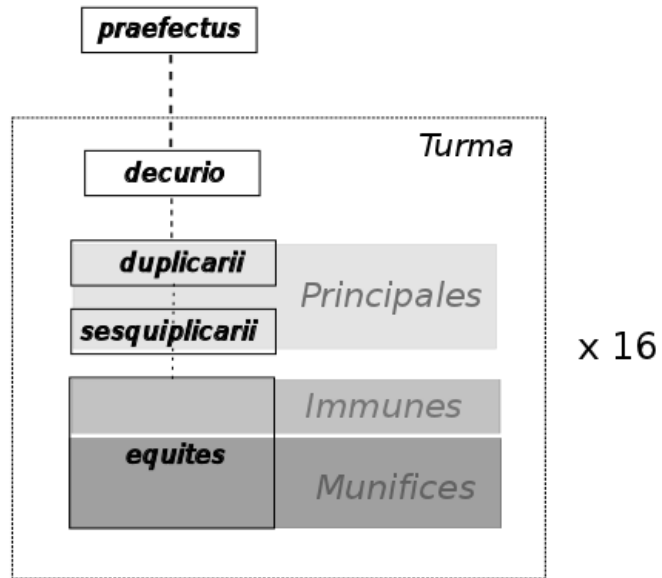 praefectus
Turma
decurio
duplicarii
Principales
sesquiplicarii
x 16
Immunes
equites
Munifices